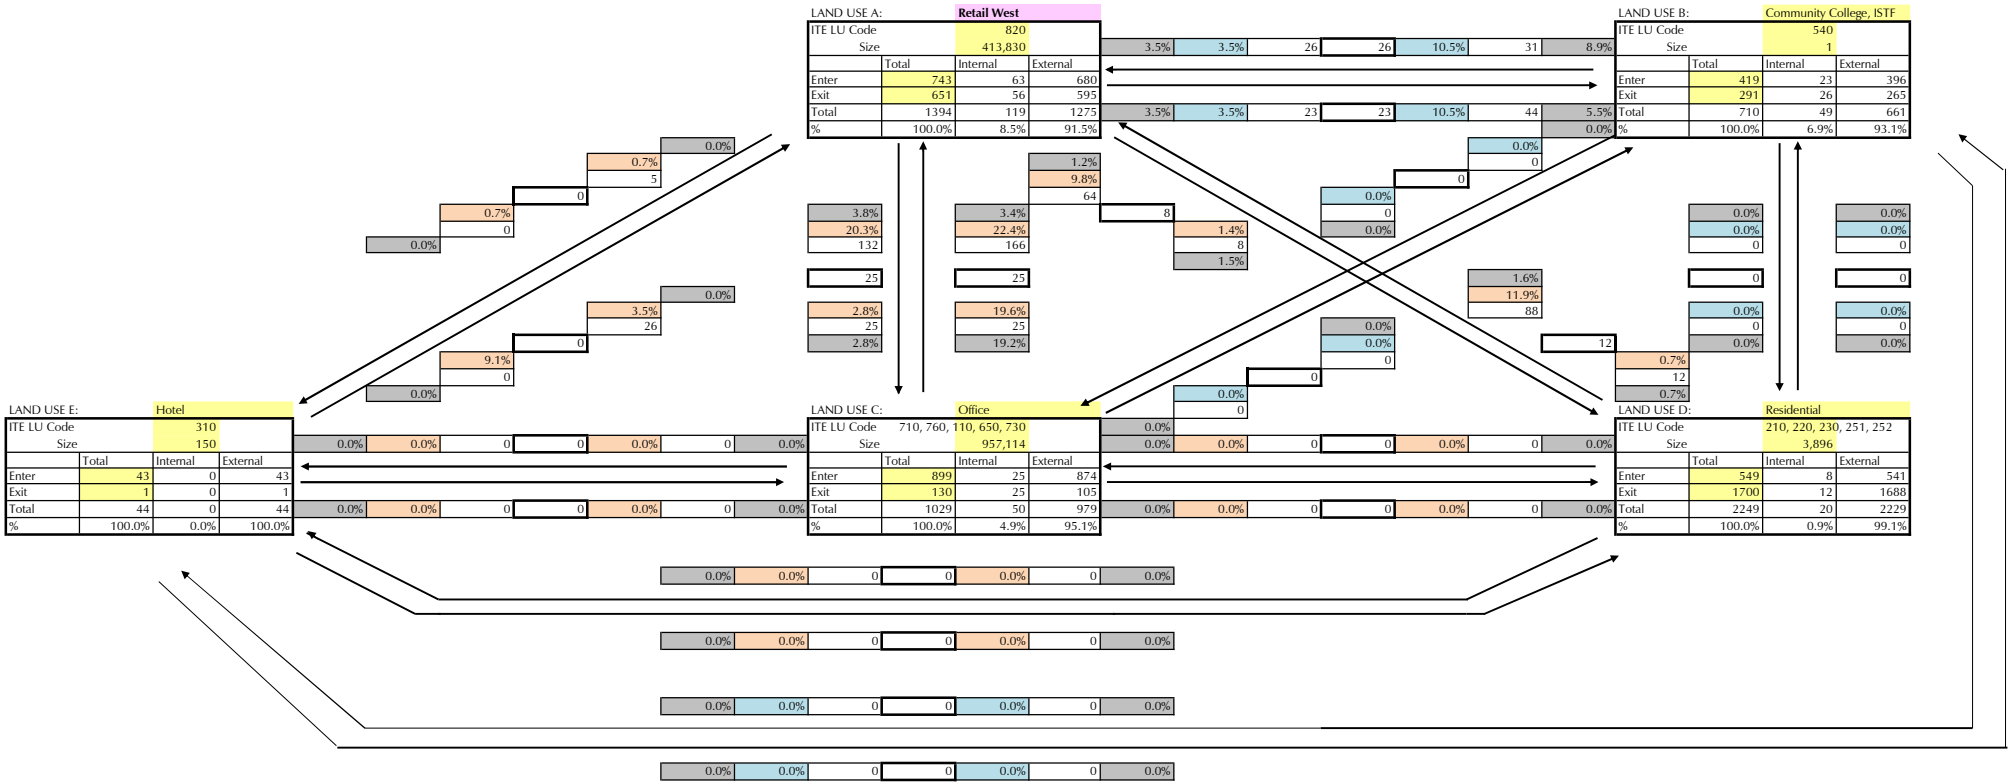 LAND USE A: Retail West LAND USE B: Community College, ISTF
ITE LU Code 820 ITE LU Code 540
Size 413,830 3.5% 3.5% 26 26 10.5% 31 8.9% Size 1
Total Internal External Total Internal External
Enter 743 63 680 Enter 419 23 396
Exit 651 56 595 Exit 291 26 265
Total 1394 119 1275 3.5% 3.5% 23 23 10.5% 44 5.5% Total 710 49 661
% 100.0% 8.5% 91.5% 0.0% % 100.0% 6.9% 93.1%
0.0% 0.0%
0.7% 1.2% 0
5 9.8% 0
0 64 0.0%
0.7% 3.8% 3.4% 8 0 0.0% 0.0%
0 20.3% 22.4% 1.4% 0.0% 0.0% 0.0%
0.0% 132 166 8 0 0
1.5%
25 25 1.6% 0 0
0.0% 11.9%
3.5% 2.8% 19.6% 88 0.0% 0.0%
26 25 25 0.0% 0 0
0 2.8% 19.2% 0.0% 12 0.0% 0.0%
9.1% 0 0.7%
0 0 12
0.0% 0.0% 0.7%
LAND USE E: Hotel LAND USE C: Office 0 LAND USE D: Residential
ITE LU Code 310 ITE LU Code 710, 760, 110, 650, 730 0.0% ITE LU Code 210, 220, 230, 251, 252
Size 150 0.0% 0.0% 0 0 0.0% 0 0.0% Size 957,114 0.0% 0.0% 0 0 0.0% 0 0.0% Size 3,896
Total Internal External Total Internal External Total Internal External
Enter 43 0 43 Enter 899 25 874 Enter 549 8 541
Exit 1 0 1 Exit 130 25 105 Exit 1700 12 1688
Total 44 0 44 0.0% 0.0% 0 0 0.0% 0 0.0% Total 1029 50 979 0.0% 0.0% 0 0 0.0% 0 0.0% Total 2249 20 2229
% 100.0% 0.0% 100.0% % 100.0% 4.9% 95.1% % 100.0% 0.9% 99.1%
0.0% 0.0% 0 0 0.0% 0 0.0%
0.0% 0.0% 0 0 0.0% 0 0.0%
0.0% 0.0% 0 0 0.0% 0 0.0%
0.0% 0.0% 0 0 0.0% 0 0.0%